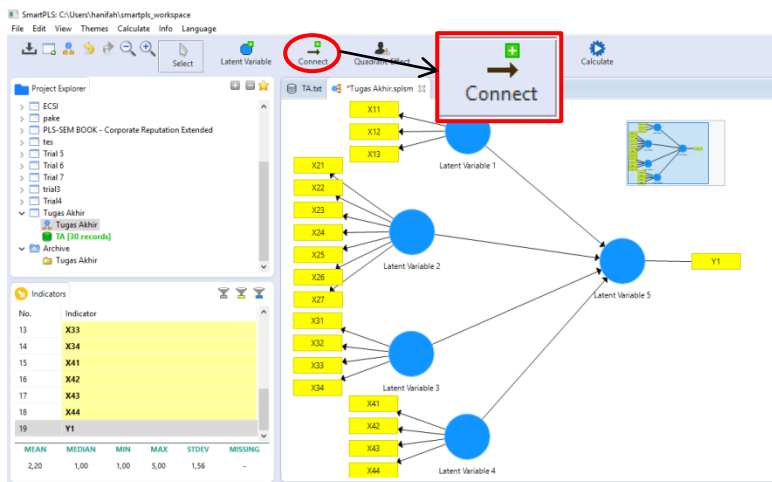 SmartPLS: C:\Users\hanifah\smartpls_workspace
File Edit View Themes Calculate Info Language
Select
Latent Variable
Connect
Quadratic Effect
Calculate
Connect
Project Explorer
ECSI
pake
PLS-SEM BOOK - Corporate Reputation Extended
tes
Trial 5
Trial 6
Trial 7
trial3
Trial4
Tugas Akhir
Tugas Akhir
TA [30 records]
Archive
Tugas Akhir
Indicators
No. Indicator
13 X33
14 X34
15 X41
16 X42
17 X43
18 X44
19 Y1
MEAN MEDIAN MIN MAX STDEV MISSING
2,20 1,00 1,00 5,00 1,56 -
TA.txt
*Tugas Akhir.splsm
X11
X12
X13
Latent Variable 1
X21
X22
X23
X24
X25
X26
X27
Latent Variable 2
X31
X32
X33
X34
Latent Variable 3
X41
X42
X43
X44
Latent Variable 4
Latent Variable 5
Y1